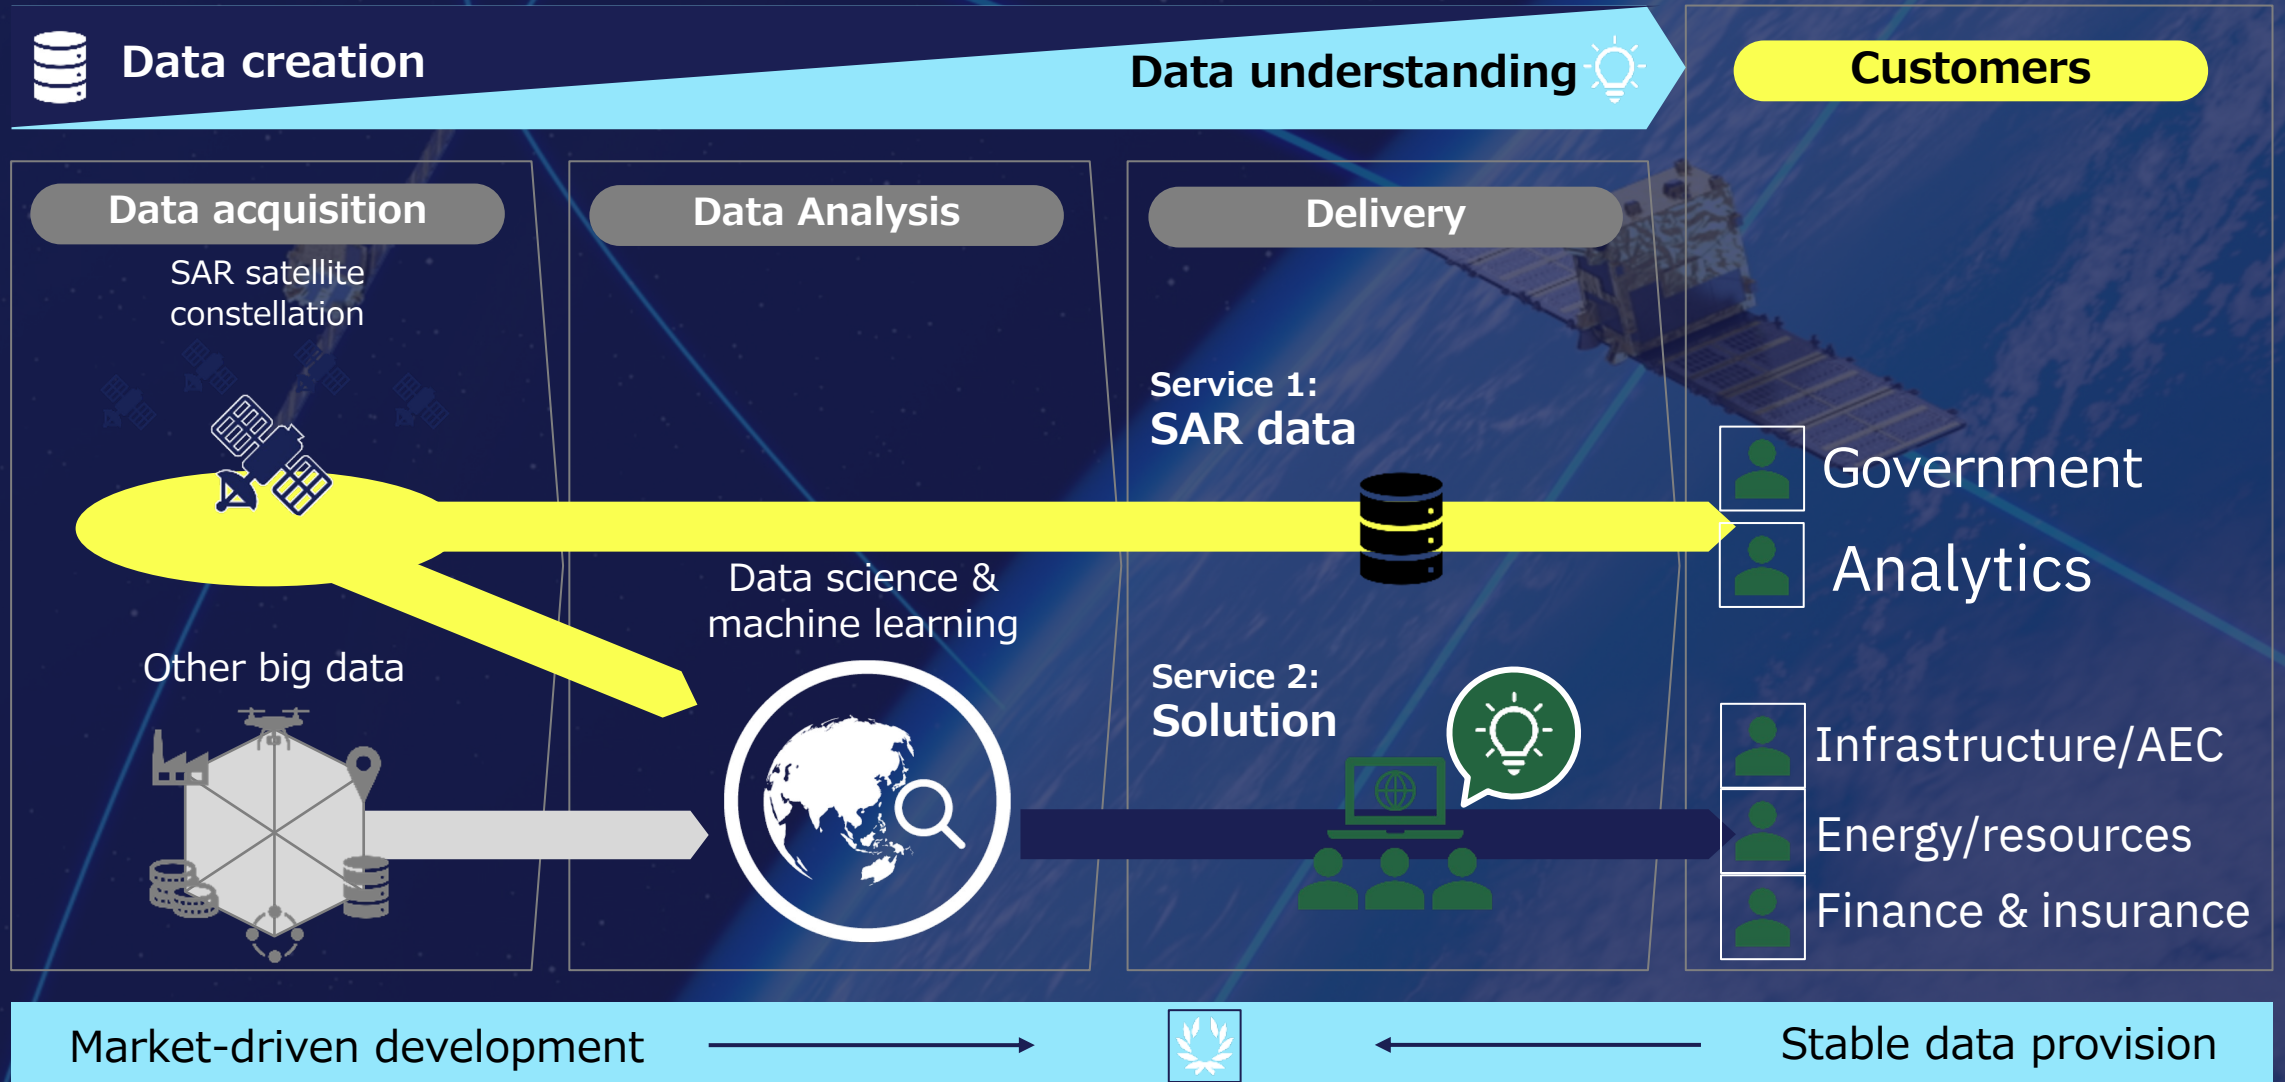 Data creation
Data understanding
Customers
Data acquisition
Data Analysis
Delivery
SAR satellite
constellation
Service 1:
SAR data
Government
Analytics
Data science &
machine learning
Other big data
Service 2:
Solution
Infrastructure/AEC
Energy/resources
Finance & insurance
Market-driven development
Stable data provision